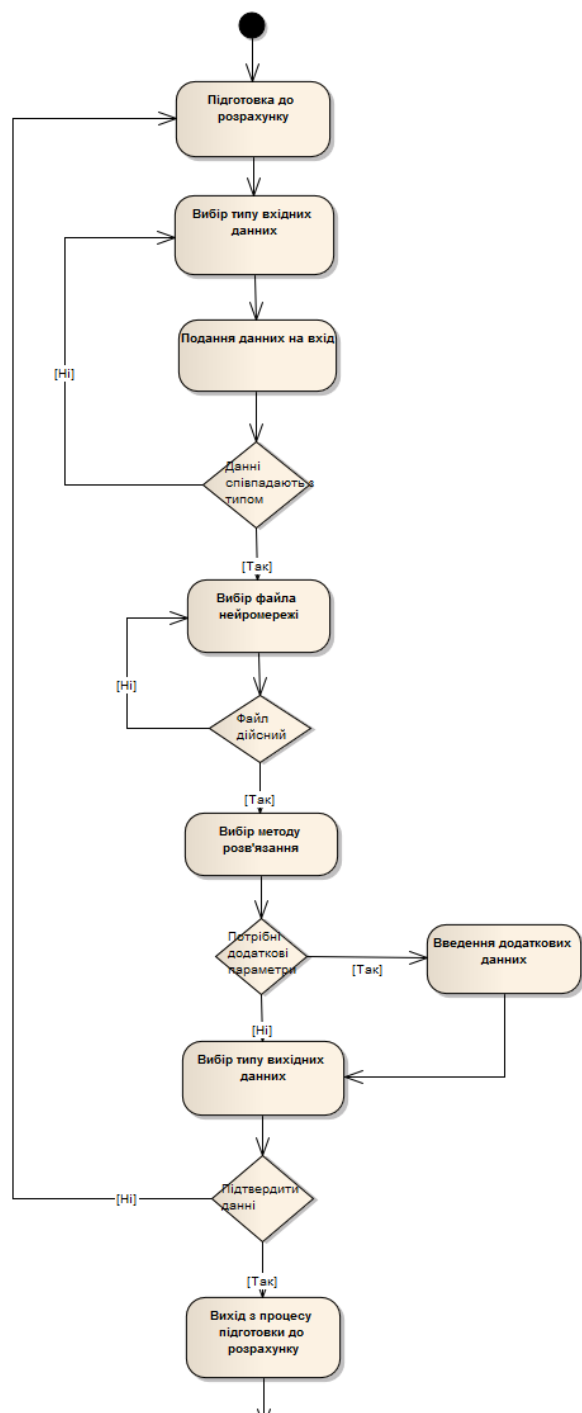 Підготовка до
розрахунку
Вибір типу вхідних
данних
Подання данних на вхід
[Ні]
Данні
співпадають з
типом
[Так]
Вибір файла
нейромережі
[Ні]
Файл
дійсний
[Так]
Вибір методу
розв'язання
Потрібні
додаткові
параметри
[Так]
Введення додаткових
данних
[Ні]
Вибір типу вихідних
данних
Підтвердити
данні
[Ні]
[Так]
Вихід з процесу
підготовки до
розрахунку